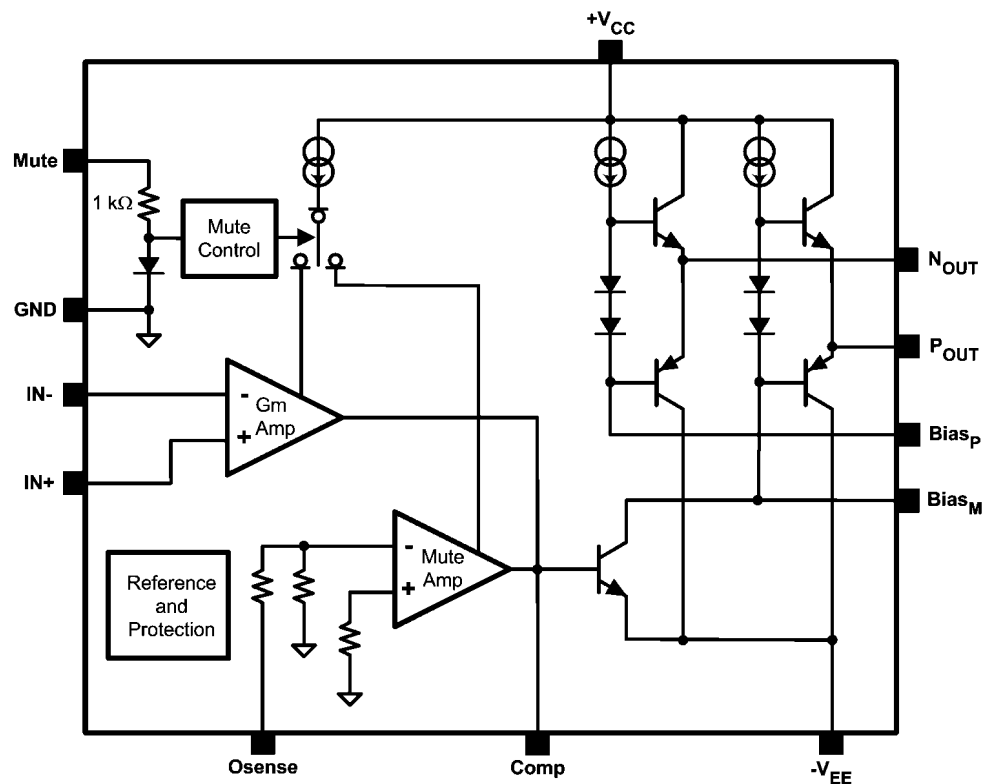 +VCC
Mute
1 kΩ
Mute
Control
GND
NOUT
POUT
IN-
-
Gm
Amp
+
IN+
BiasP
BiasM
-
Mute
Amp
+
Reference
and
Protection
Osense
Comp
-VEE